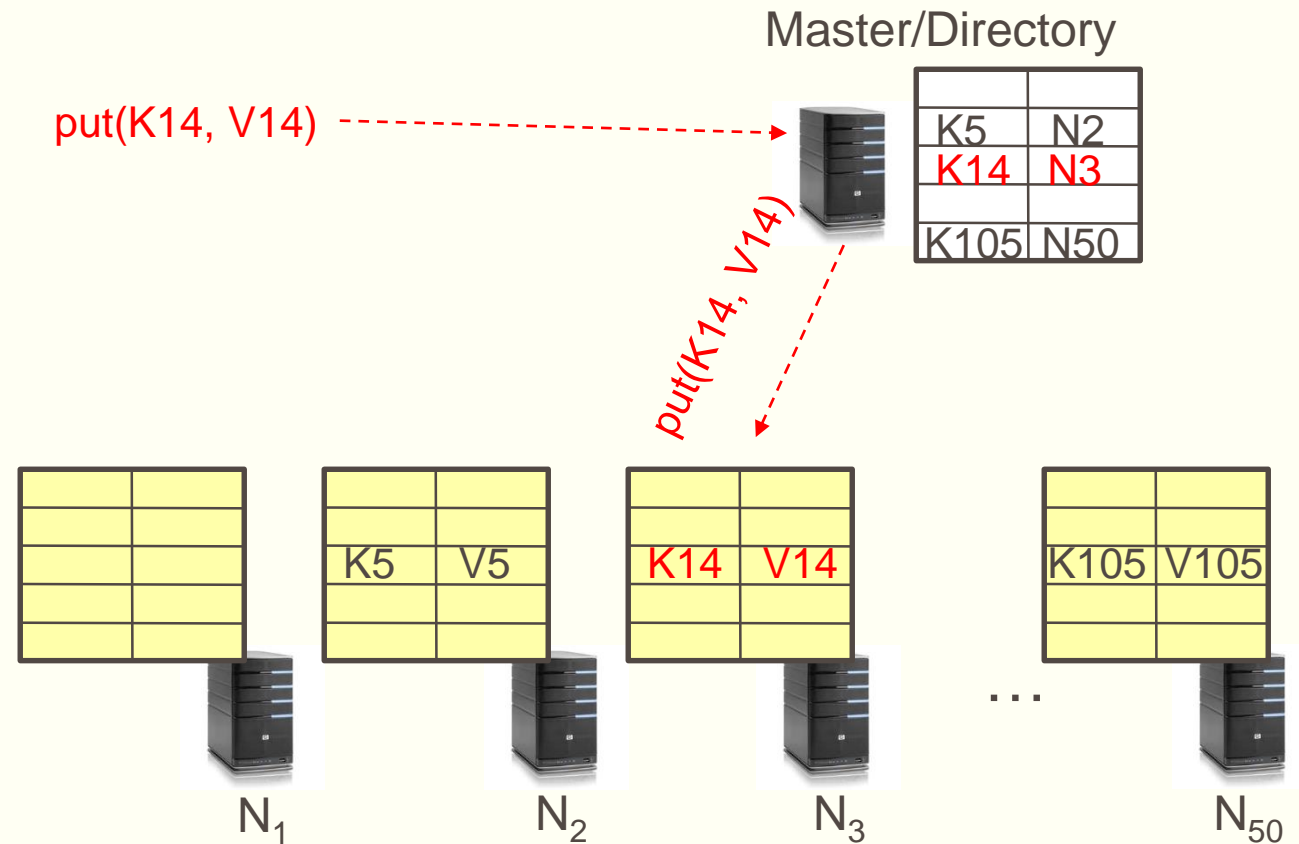 Master/Directory
put(K14, V14)
K5 N2
K14 N3
K105 N50
put(K14, V14)
K5 V5
K14 V14
K105 V105
...
N1
N2
N3
N50